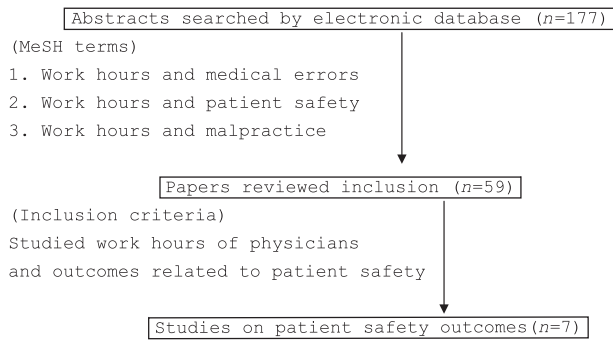 Abstracts searched by electronic database (n=177)
(MeSH terms)
1. Work hours and medical errors
2. Work hours and patient safety
3. Work hours and malpractice
Papers reviewed inclusion (n=59)
(Inclusion criteria)
Studied work hours of physicians
and outcomes related to patient safety
Studies on patient safety outcomes(n=7)